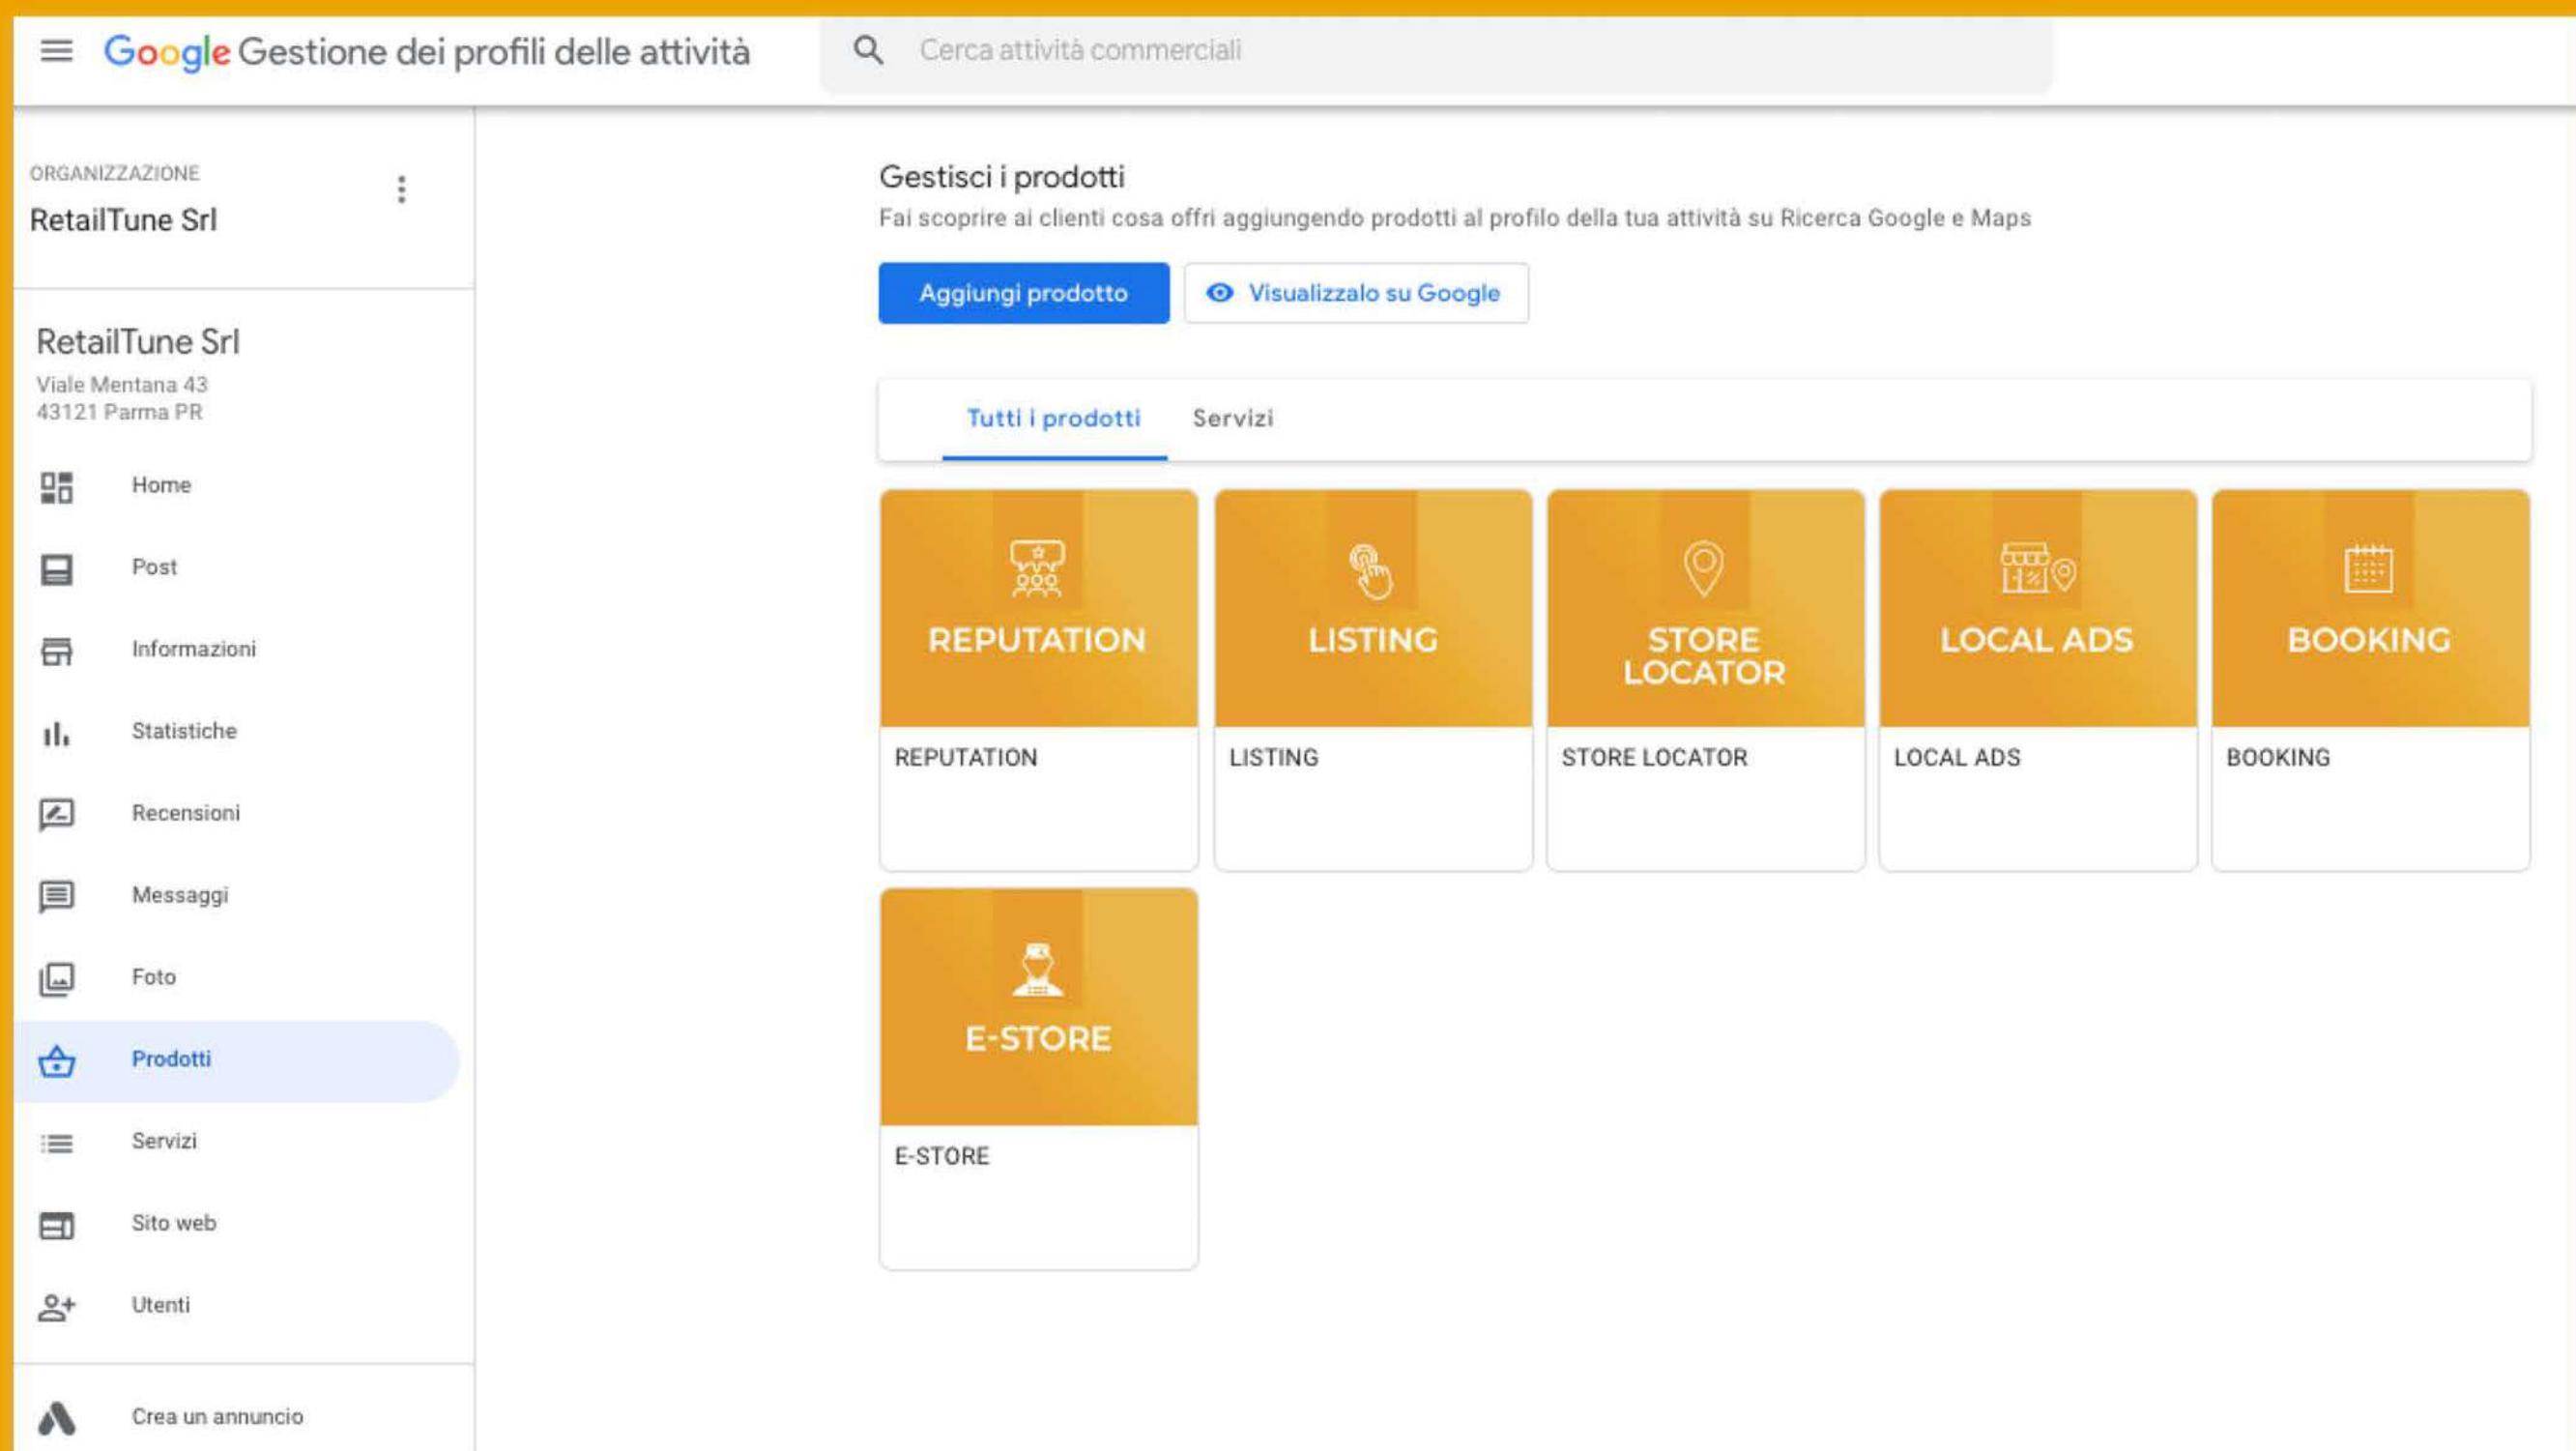 Google Gestione dei profili delle attività
Cerca attività commerciali
ORGANIZZAZIONE
RetailTune Srl
RetailTune Srl
Viale Mentana 43
43121 Parma PR
Home
Post
Informazioni
Statistiche
Recensioni
Messaggi
Foto
Prodotti
Servizi
Sito web
Utenti
Crea un annuncio
Gestisci i prodotti
Fai scoprire ai clienti cosa offri aggiungendo prodotti al profilo della tua attività su Ricerca Google e Maps
Aggiungi prodotto
Visualizzalo su Google
Tutti i prodotti
Servizi
REPUTATION
REPUTATION
LISTING
LISTING
STORE
LOCATOR
STORE LOCATOR
LOCAL ADS
LOCAL ADS
BOOKING
BOOKING
E-STORE
E-STORE